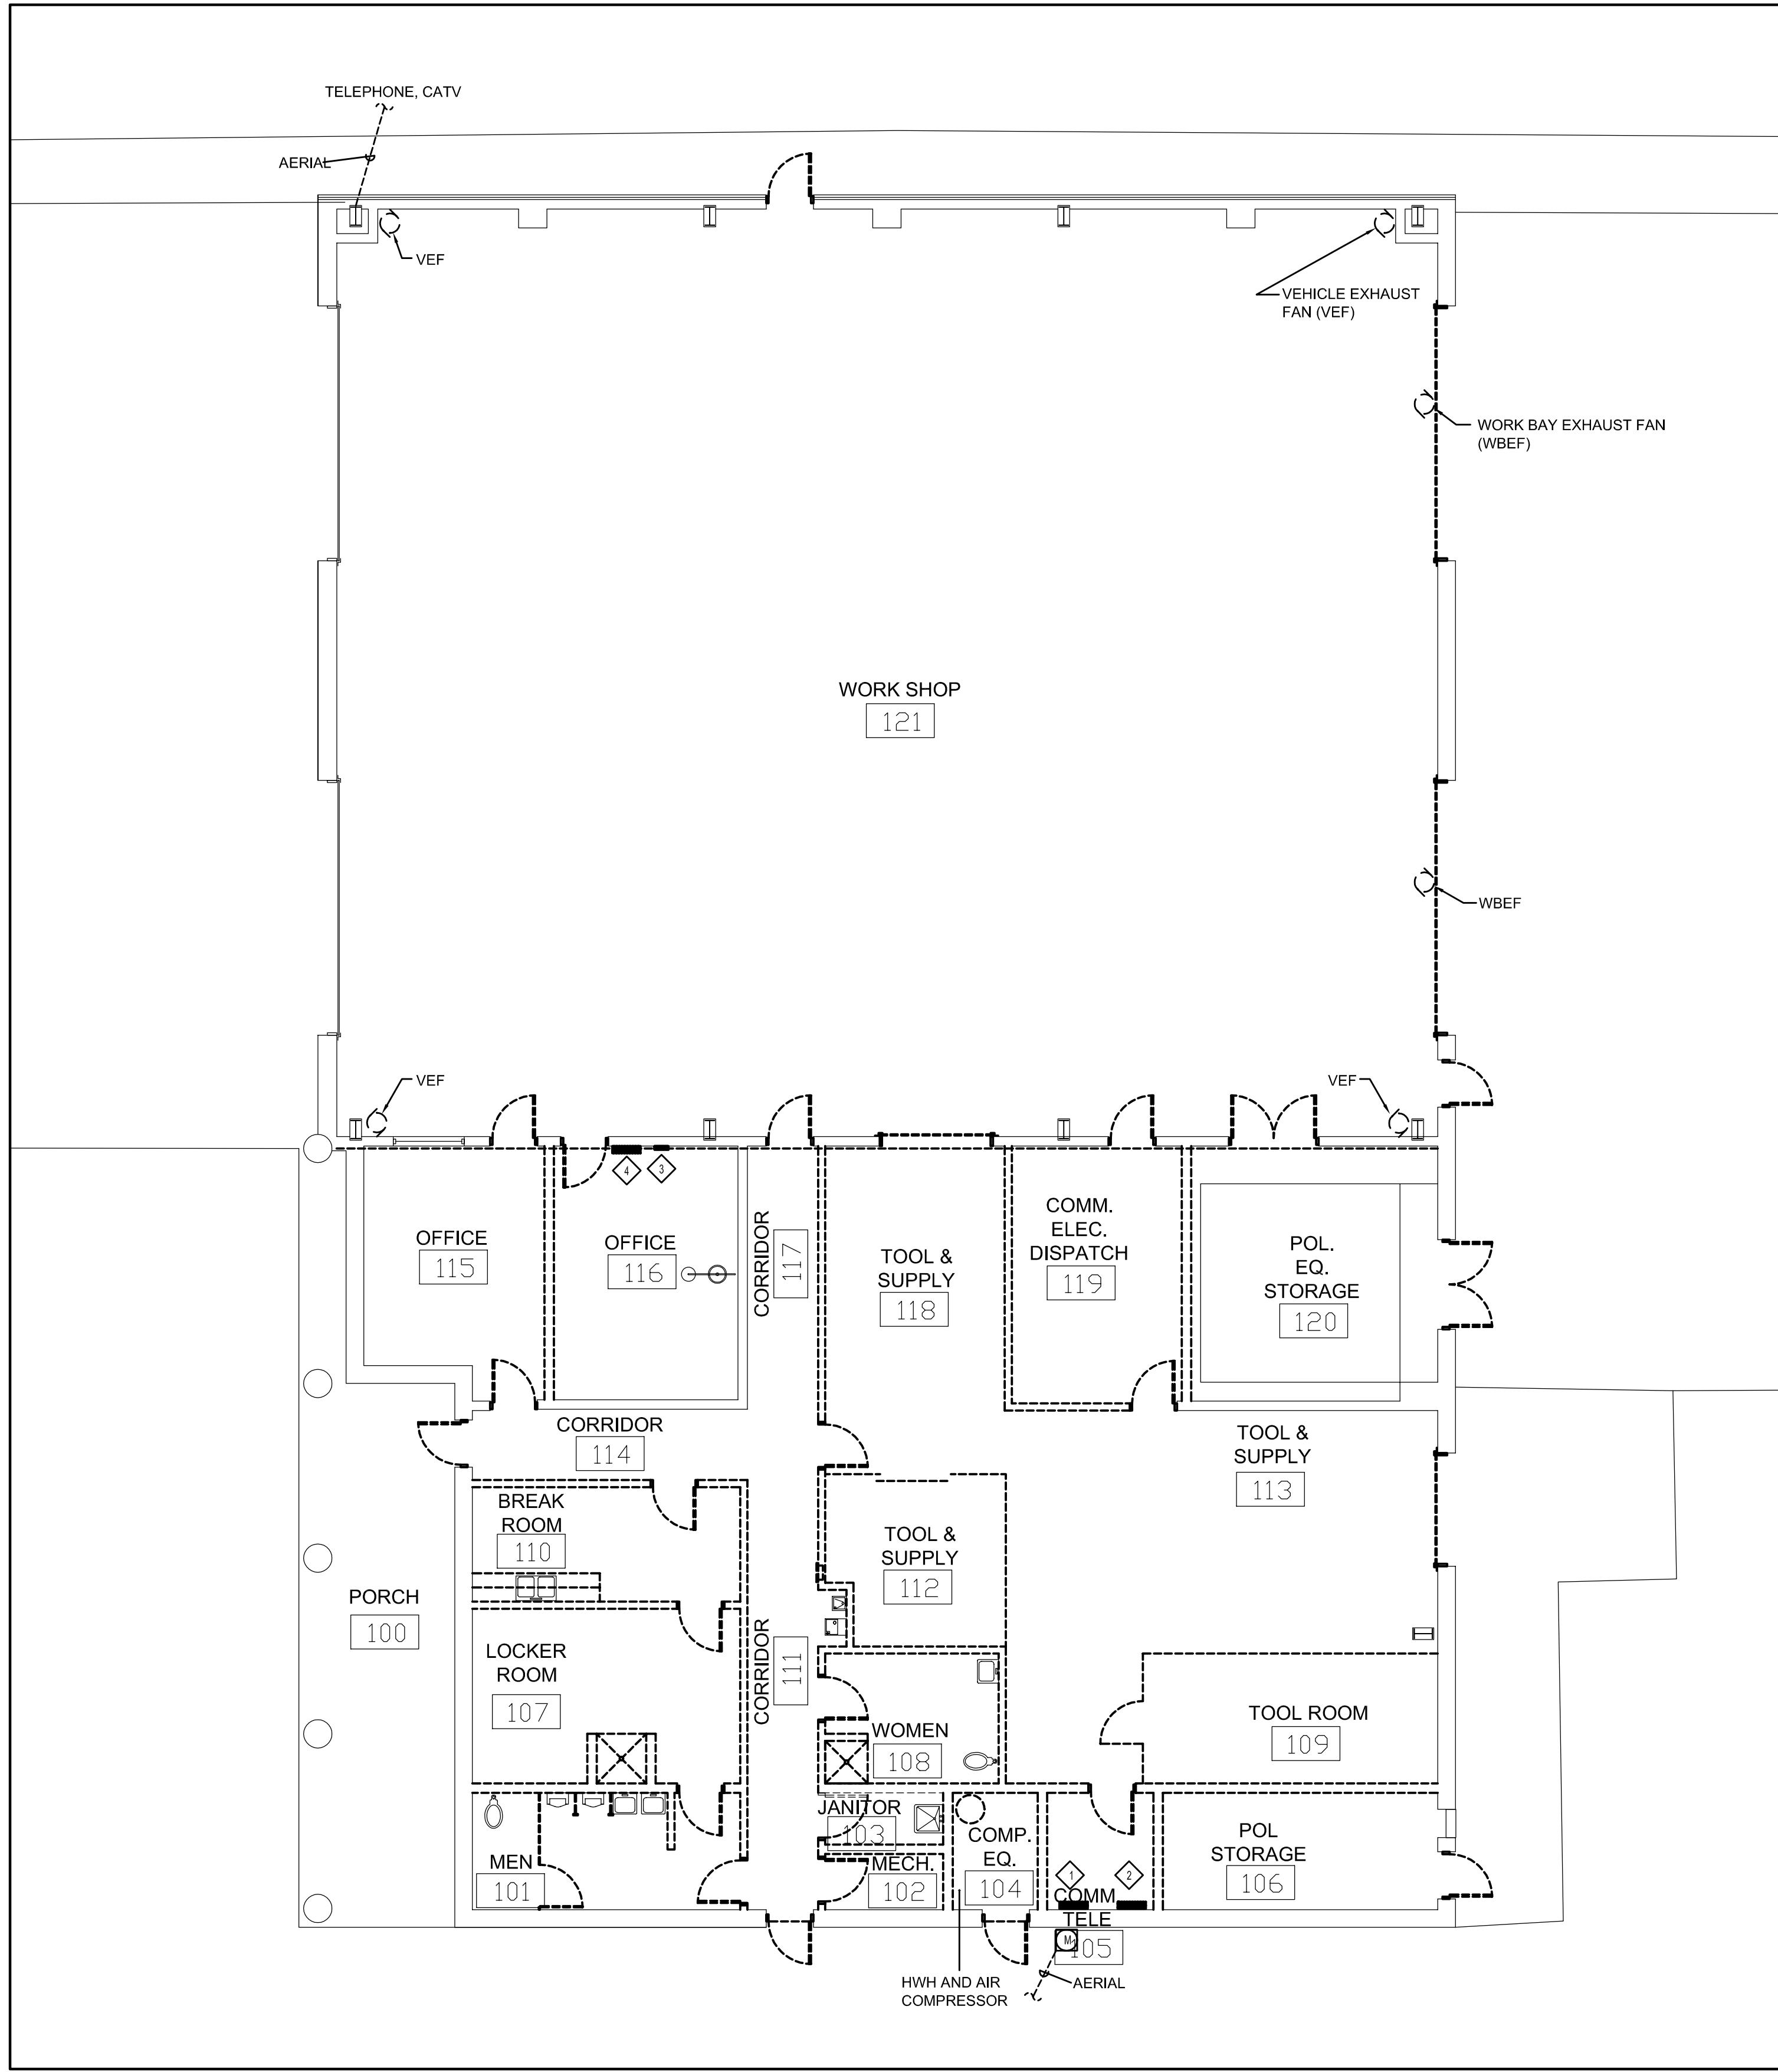 TELEPHONE, CATV
AERIAL
VEF
VEHICLE EXHAUST
FAN (VEF)
WORK BAY EXHAUST FAN
(WBEF)
WORK SHOP
121
WBEF
VEF
VEF
4
3
OFFICE
115
OFFICE
116
CORRIDOR
117
TOOL &
SUPPLY
118
COMM.
ELEC.
DISPATCH
119
POL.
EQ.
STORAGE
120
CORRIDOR
114
TOOL &
SUPPLY
113
BREAK
ROOM
110
TOOL &
SUPPLY
112
PORCH
100
LOCKER
ROOM
107
CORRIDOR
111
WOMEN
108
TOOL ROOM
109
JANITOR
103
MEN
101
MECH.
102
COMP.
EQ.
104
1
2
COMM
TELE
105
M
POL
STORAGE
106
HWH AND AIR
COMPRESSOR
AERIAL